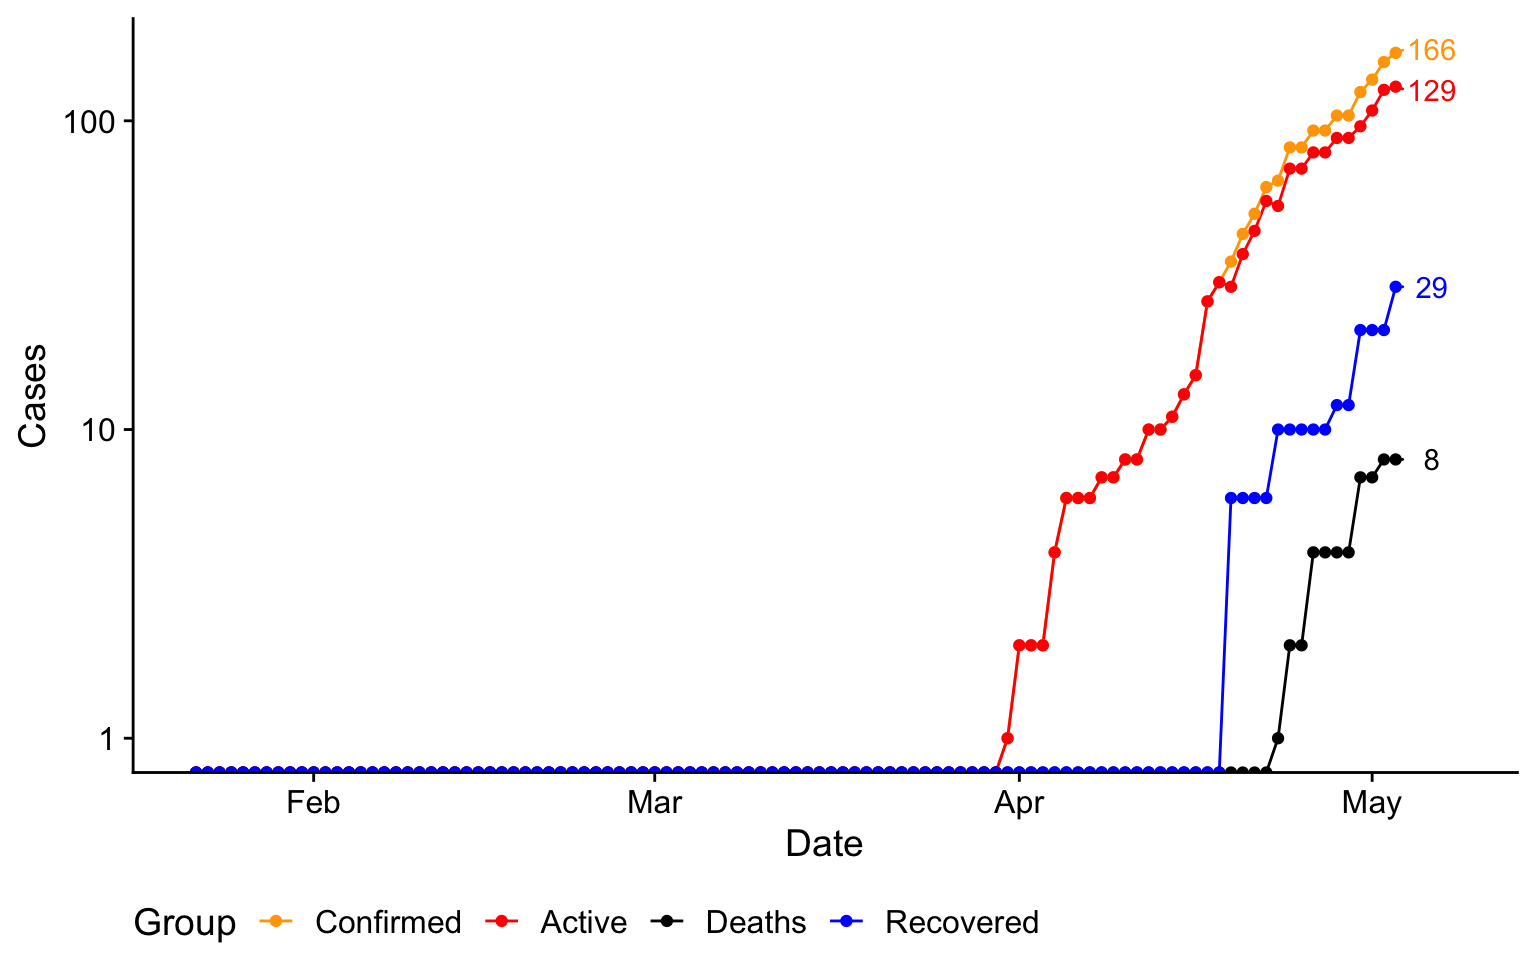 166
129
100
29
Cases
10
8
1
Feb Mar Apr May
Date
Group Confirmed Active Deaths Recovered